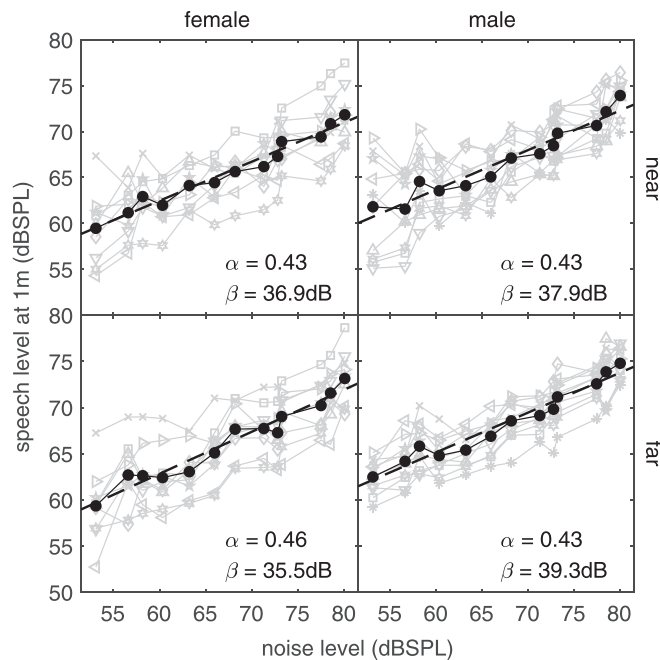 female male
80
75
70
65
60
55
α = 0.43
β = 36.9dB
α = 0.43
β = 37.9dB
near
80
75
70
65
60
55
50
α = 0.46
β = 35.5dB
α = 0.43
β = 39.3dB
far
speech level at 1m (dBSPL)
55 60 65 70 75 80 55 60 65 70 75 80
noise level (dBSPL)